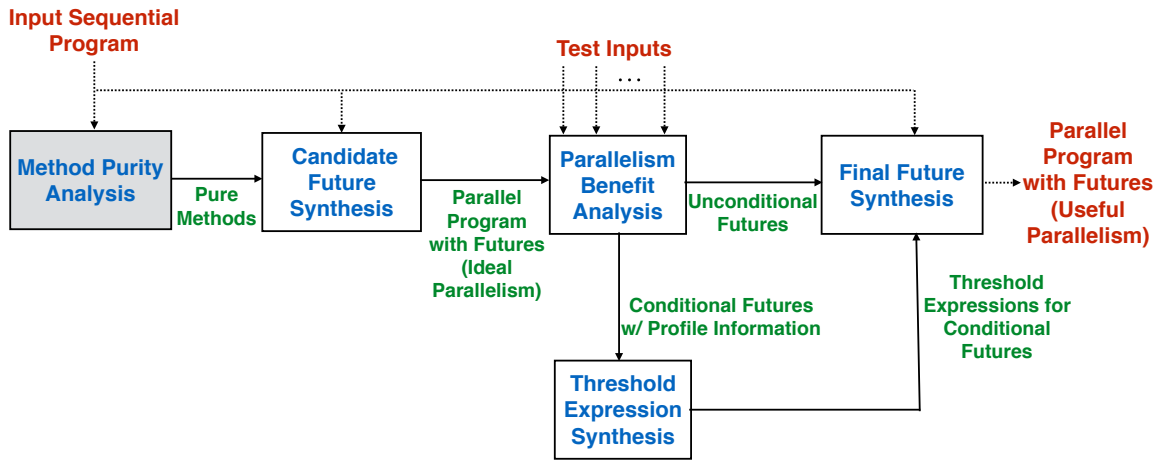 Input Sequential
Program
Test Inputs
...
Method Purity
Analysis
Pure
Methods
Candidate
Future
Synthesis
Parallel
Program
with Futures
(Ideal
Parallelism)
Parallelism
Benefit
Analysis
Unconditional
Futures
Final Future
Synthesis
Parallel
Program
with Futures
(Useful
Parallelism)
Conditional Futures
w/ Profile Information
Threshold
Expressions for
Conditional
Futures
Threshold
Expression
Synthesis